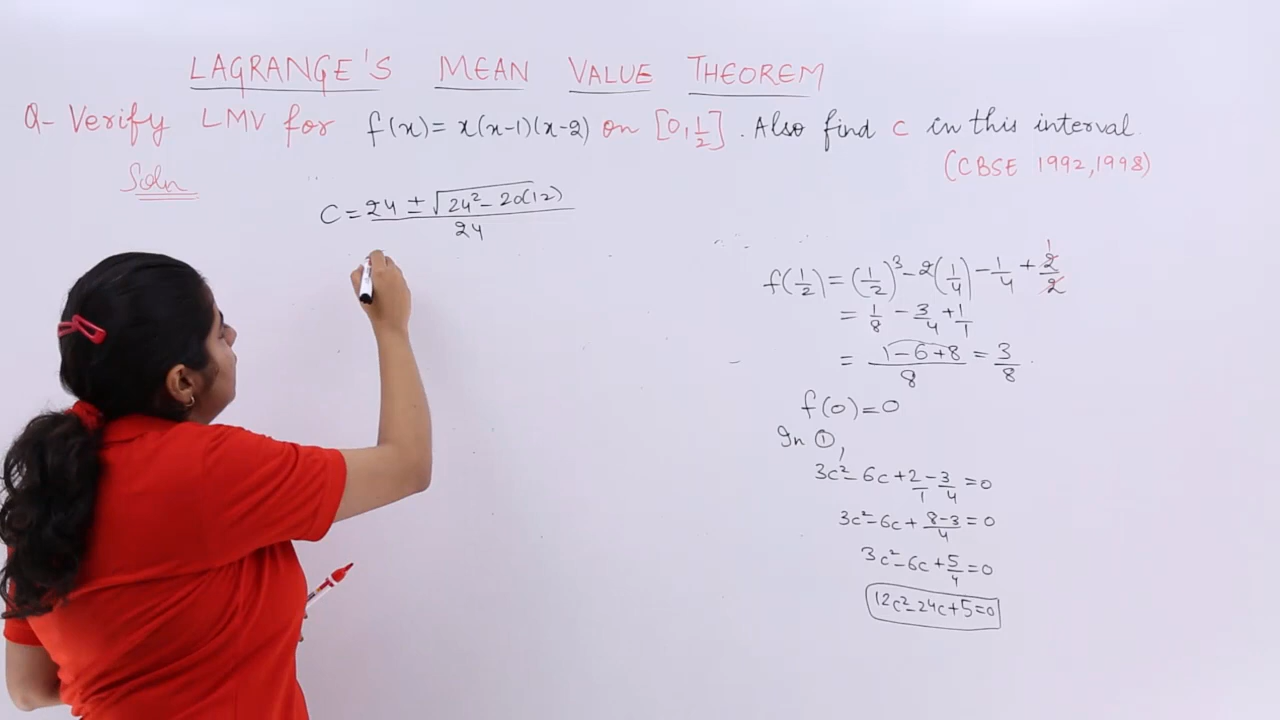 LAGRANGE'S MEAN VALUE THEOREM
Q- Verify LMV for f(x)= x(x-1)(x-2) on [0,1/2]. Also find c in this interval.
(CBSE 1992,1998)
Soln
C = (24 ± √(24² - 20(12))) / 24
f(1/2) = (1/2)³ - 2(1/4) - 1/4 + 2/2 1
= 1/8 - 3/4 + 1/1
= (1-6+8)/8 = 3/8
f(0)=0
In ①,
3c²-6c+2/1-3/4=0
3c²-6c+(8-3)/4=0
3c²-6c+5/4=0
12c²-24c+5=0